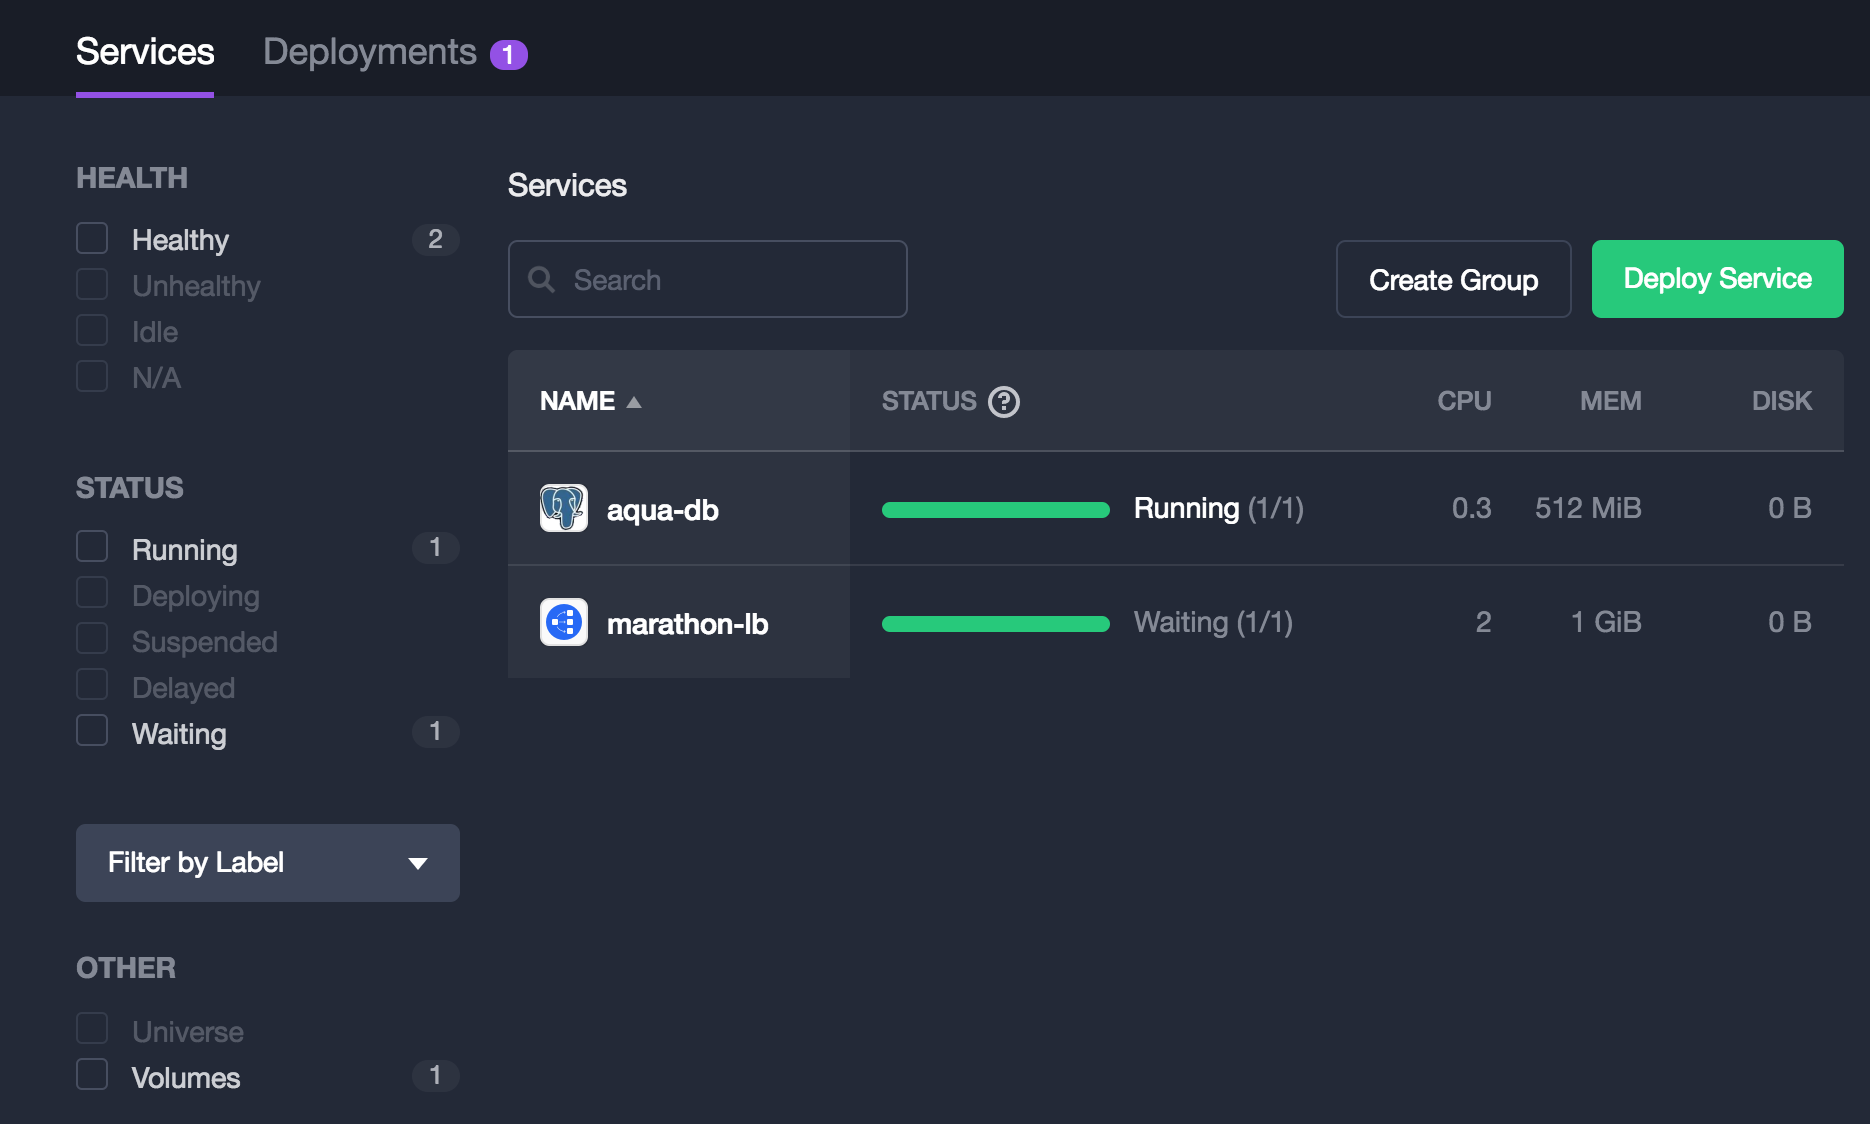 Services Deployments 1
HEALTH
Healthy 2
Unhealthy
Idle
N/A
STATUS
Running 1
Deploying
Suspended
Delayed
Waiting 1
Filter by Label
OTHER
Universe
Volumes 1
Services
Search
Create Group
Deploy Service
NAME STATUS ? CPU MEM DISK
aqua-db Running (1/1) 0.3 512 MiB 0 B
marathon-lb Waiting (1/1) 2 1 GiB 0 B